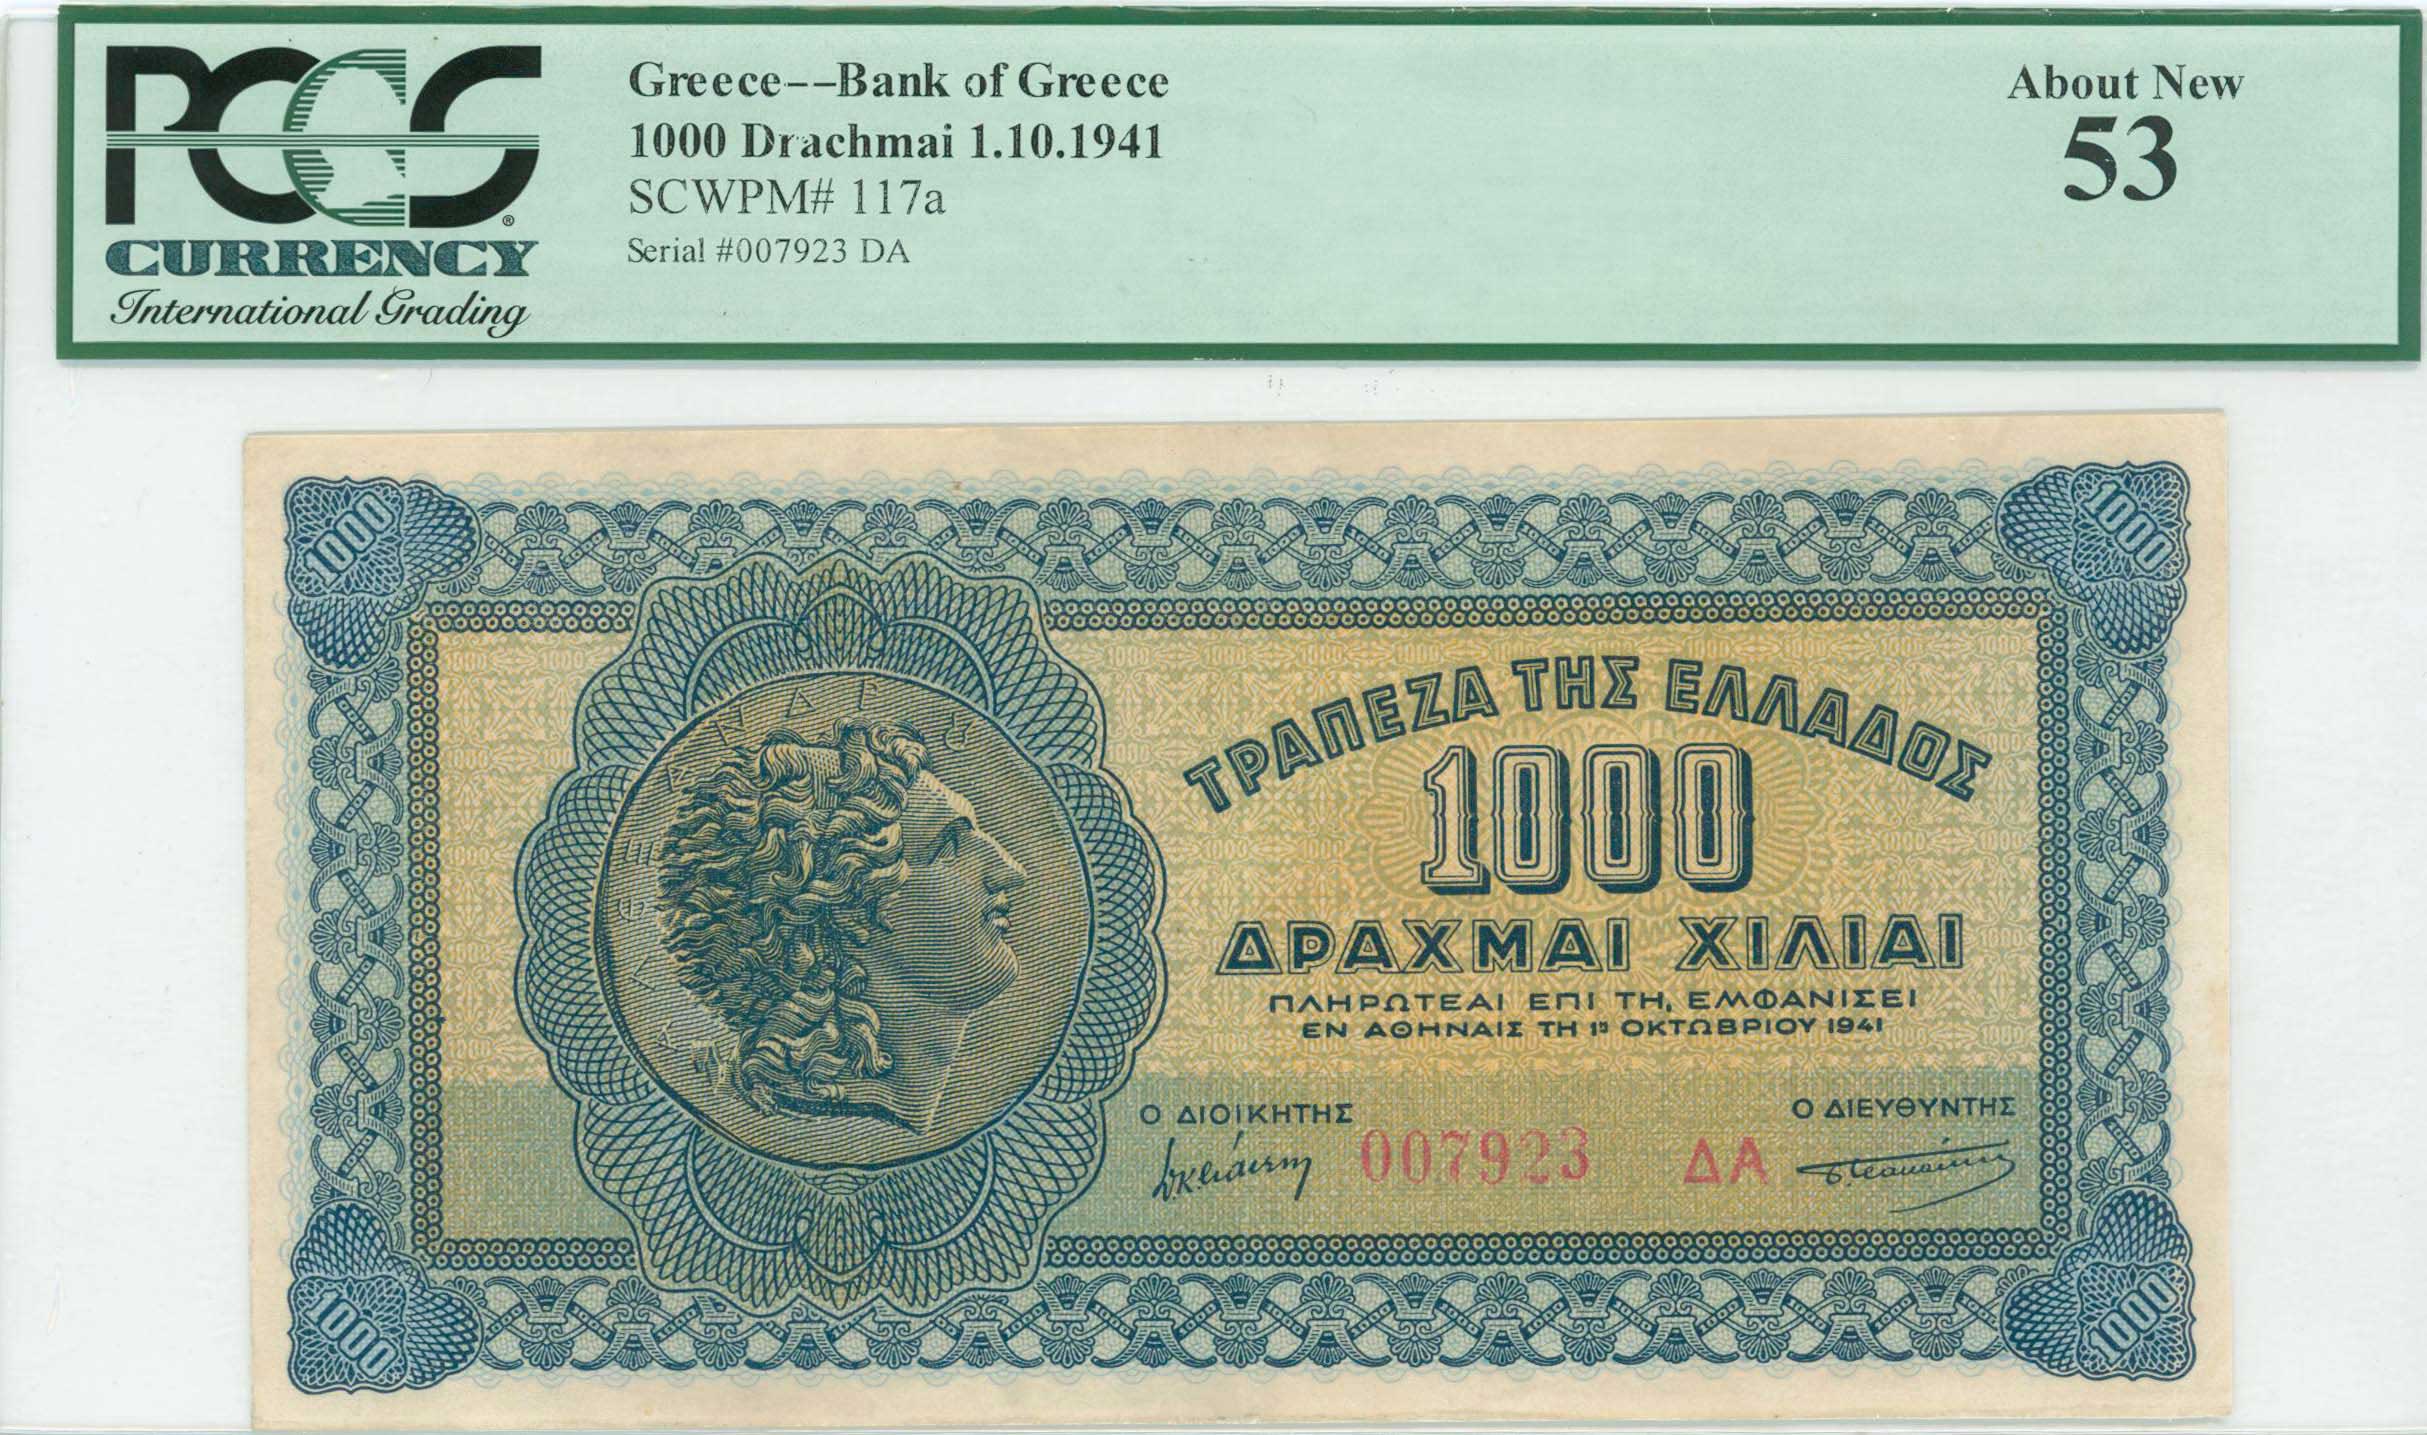 PCGS
CURRENCY
International Grading
Greece--Bank of Greece
1000 Drachmai 1.10.1941
SCWPM# 117a
Serial #007923 DA
About New
53
1000
1000
ΤΡΑΠΕΖΑ ΤΗΣ ΕΛΛΑΔΟΣ
1000
ΔΡΑΧΜΑΙ ΧΙΛΙΑΙ
ΠΛΗΡΩΤΕΑΙ ΕΠΙ ΤΗ, ΕΜΦΑΝΙΣΕΙ
ΕΝ ΑΘΗΝΑΙΣ ΤΗ 1ῃ ΟΚΤΩΒΡΙΟΥ 1941
Ο ΔΙΟΙΚΗΤΗΣ
Ο ΔΙΕΥΘΥΝΤΗΣ
007923 ΔΑ
1000
1000